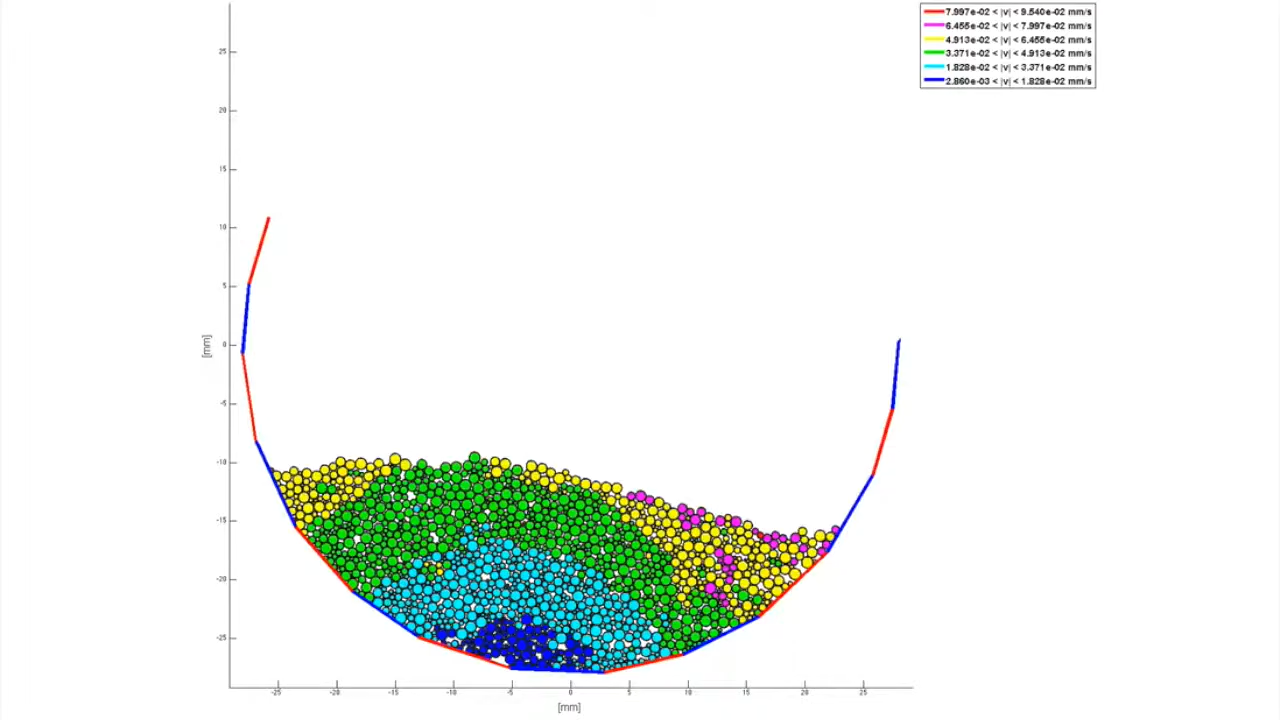 7.997e-02 < |v| < 9.540e-02 mm/s
6.455e-02 < |v| < 7.997e-02 mm/s
4.913e-02 < |v| < 6.455e-02 mm/s
3.371e-02 < |v| < 4.913e-02 mm/s
1.828e-02 < |v| < 3.371e-02 mm/s
2.860e-03 < |v| < 1.828e-02 mm/s
25
20
15
10
5
0
-5
-10
-15
-20
-25
[mm]
-25 -20 -15 -10 -5 0 5 10 15 20 25
[mm]